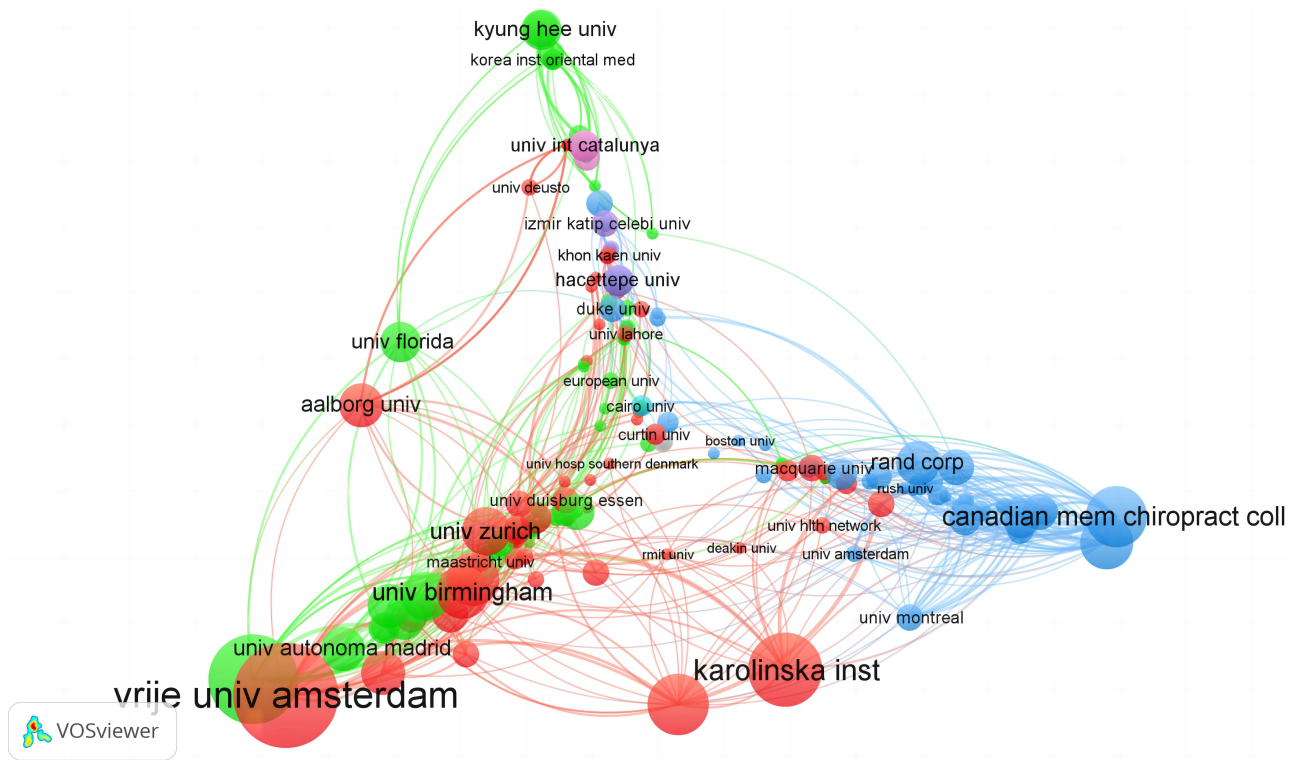 kyung hee univ
korea inst oriental med
univ int catalunya
univ deusto
izmir katip celebi univ
khon kaen univ
hacettepe univ
duke univ
univ lahore
univ florida
european univ
aalborg univ
cairo univ
curtin univ
boston univ
univ hosp southern denmark
macquarie univ
rand corp
rush univ
univ duisburg essen
canadian mem chiropract coll
univ zurich
univ hlth network
maastricht univ
rmit univ
deakin univ
univ amsterdam
univ birmingham
univ montreal
univ autonoma madrid
karolinska inst
vrije univ amsterdam
VOSviewer